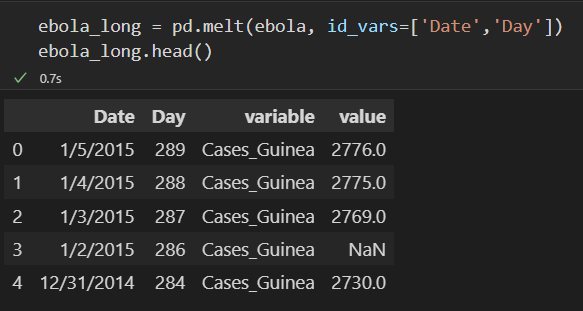 ebola_long = pd.melt(ebola, id_vars=['Date','Day'])
ebola_long.head()
0.7s
Date Day variable value
0 1/5/2015 289 Cases_Guinea 2776.0
1 1/4/2015 288 Cases_Guinea 2775.0
2 1/3/2015 287 Cases_Guinea 2769.0
3 1/2/2015 286 Cases_Guinea NaN
4 12/31/2014 284 Cases_Guinea 2730.0